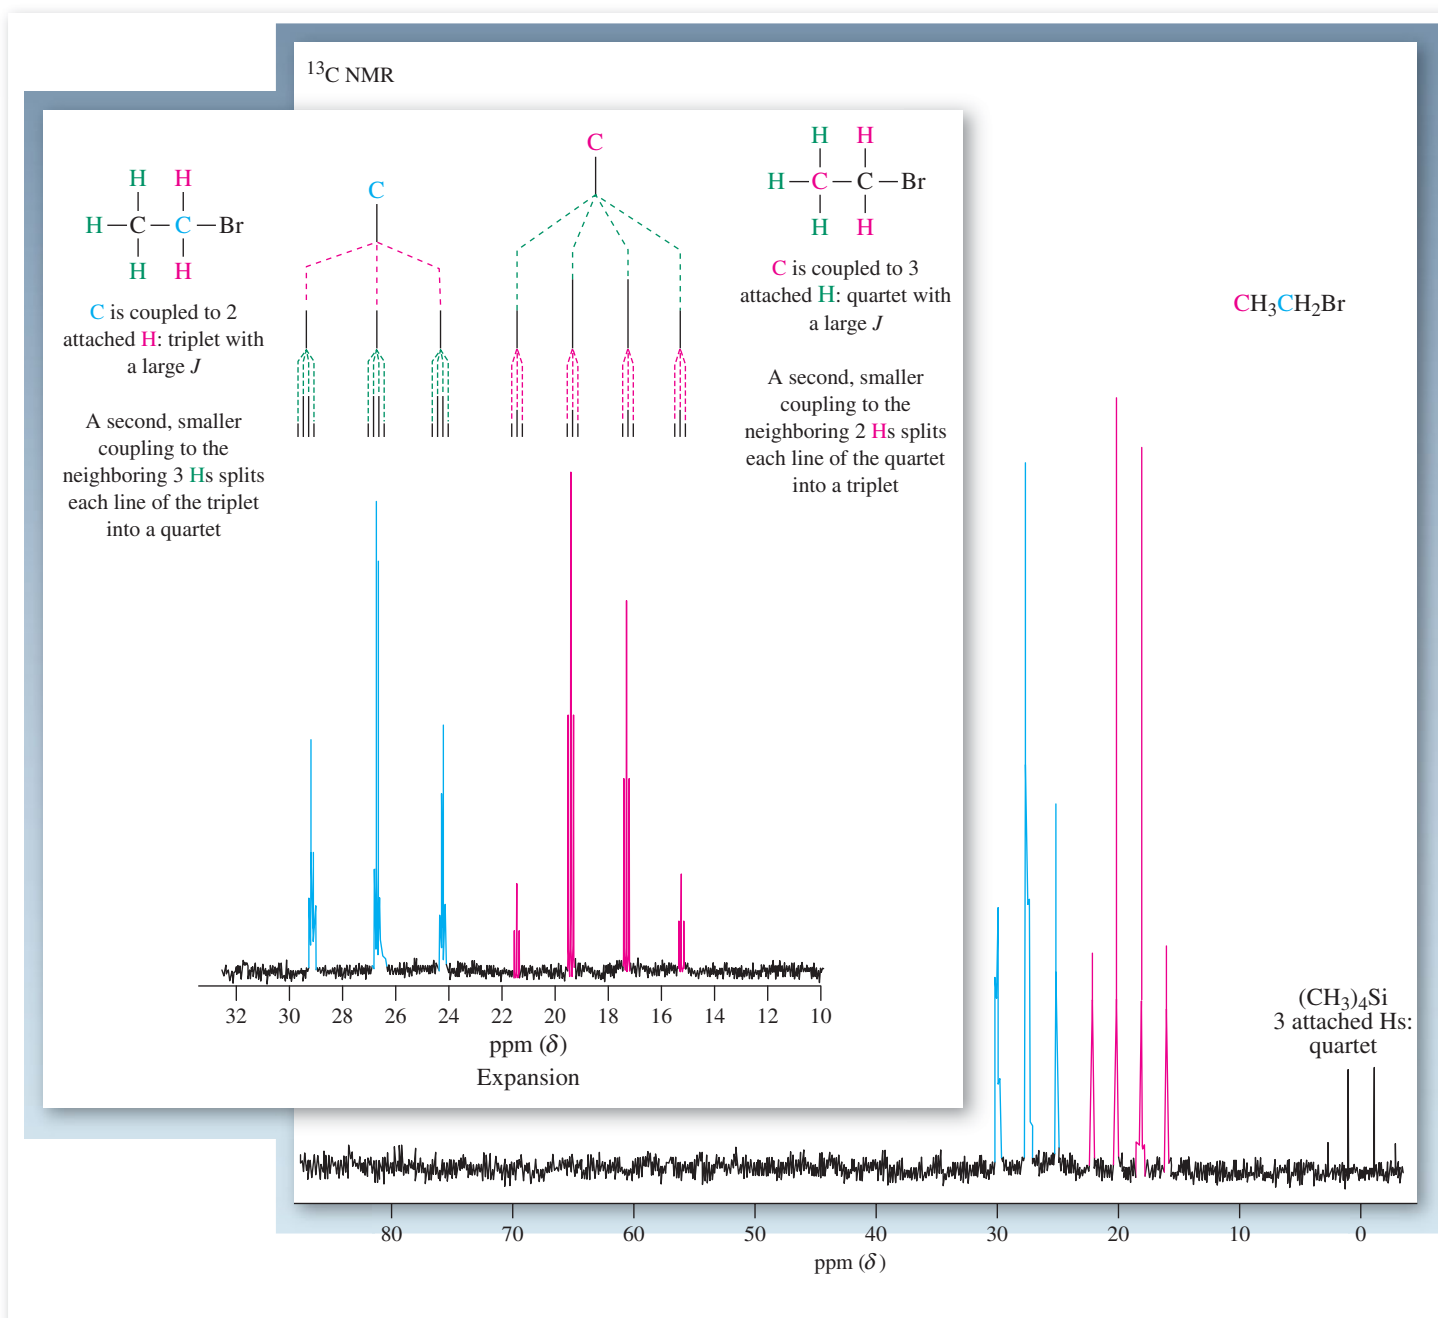 13C NMR
H H
H—C—C—Br
H H
C is coupled to 2
attached H: triplet with
a large J
A second, smaller
coupling to the
neighboring 3 Hs splits
each line of the triplet
into a quartet
C
C
H H
H—C—C—Br
H H
C is coupled to 3
attached H: quartet with
a large J
A second, smaller
coupling to the
neighboring 2 Hs splits
each line of the quartet
into a triplet
32 30 28 26 24 22 20 18 16 14 12 10
ppm (δ)
Expansion
CH3CH2Br
(CH3)4Si
3 attached Hs:
quartet
80 70 60 50 40 30 20 10 0
ppm (δ)